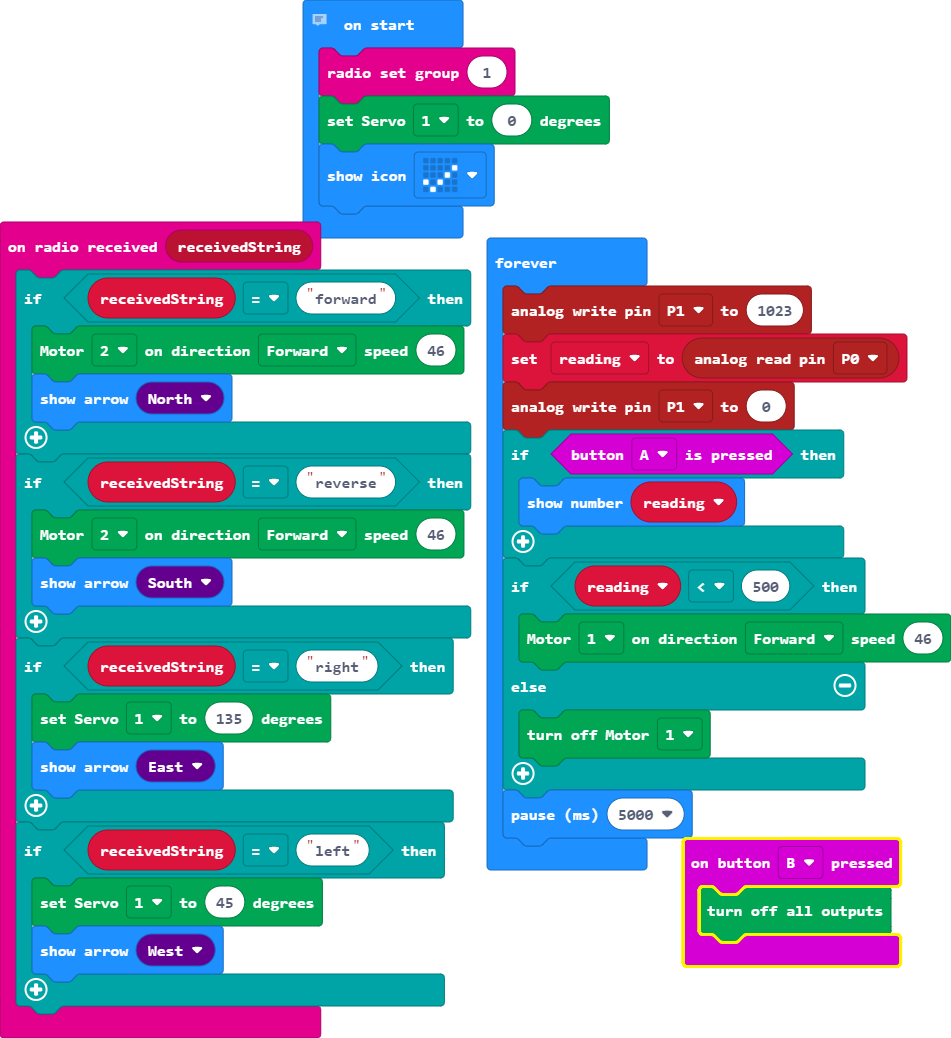 on start
radio set group 1
set Servo 1 to 0 degrees
show icon
on radio received receivedString
if receivedString = "forward" then
Motor 2 on direction Forward speed 46
show arrow North
if receivedString = "reverse" then
Motor 2 on direction Forward speed 46
show arrow South
if receivedString = "right" then
set Servo 1 to 135 degrees
show arrow East
if receivedString = "left" then
set Servo 1 to 45 degrees
show arrow West
forever
analog write pin P1 to 1023
set reading to analog read pin P0
analog write pin P1 to 0
if button A is pressed then
show number reading
if reading < 500 then
Motor 1 on direction Forward speed 46
else
turn off Motor 1
pause (ms) 5000
on button B pressed
turn off all outputs